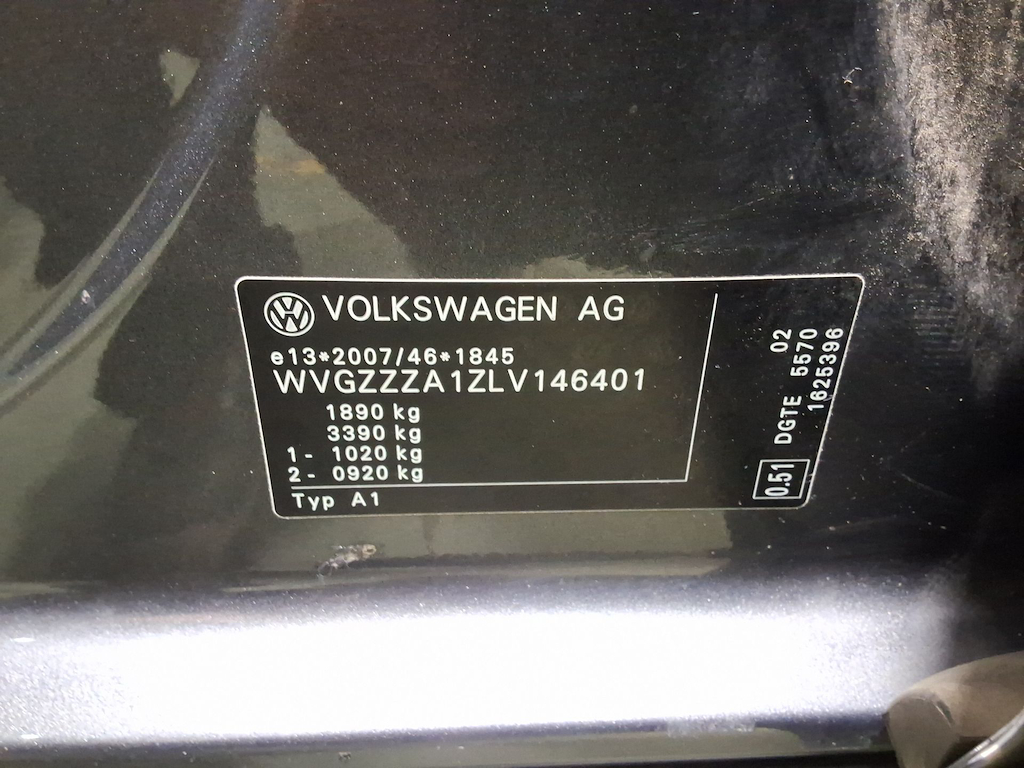 VOLKSWAGEN AG
e13*2007/46*1845
WVGZZZA1ZLV146401
1890 kg
3390 kg
1- 1020 kg
2- 0920 kg
Typ A1
02
DGTE 5570
1625396
0.51